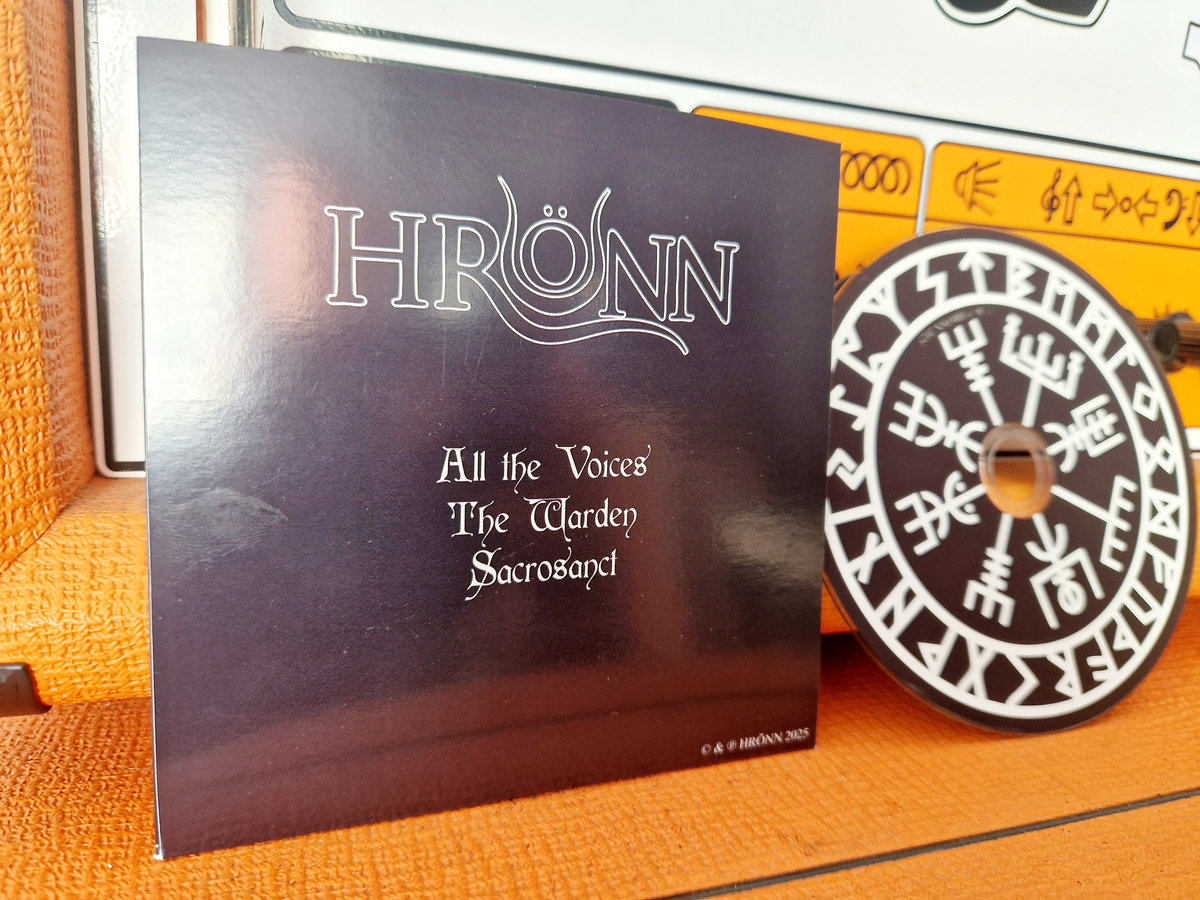 HRÖNN
All the Voices
The Warden
Sacrosanct
© & ℗ HRÖNN 2025